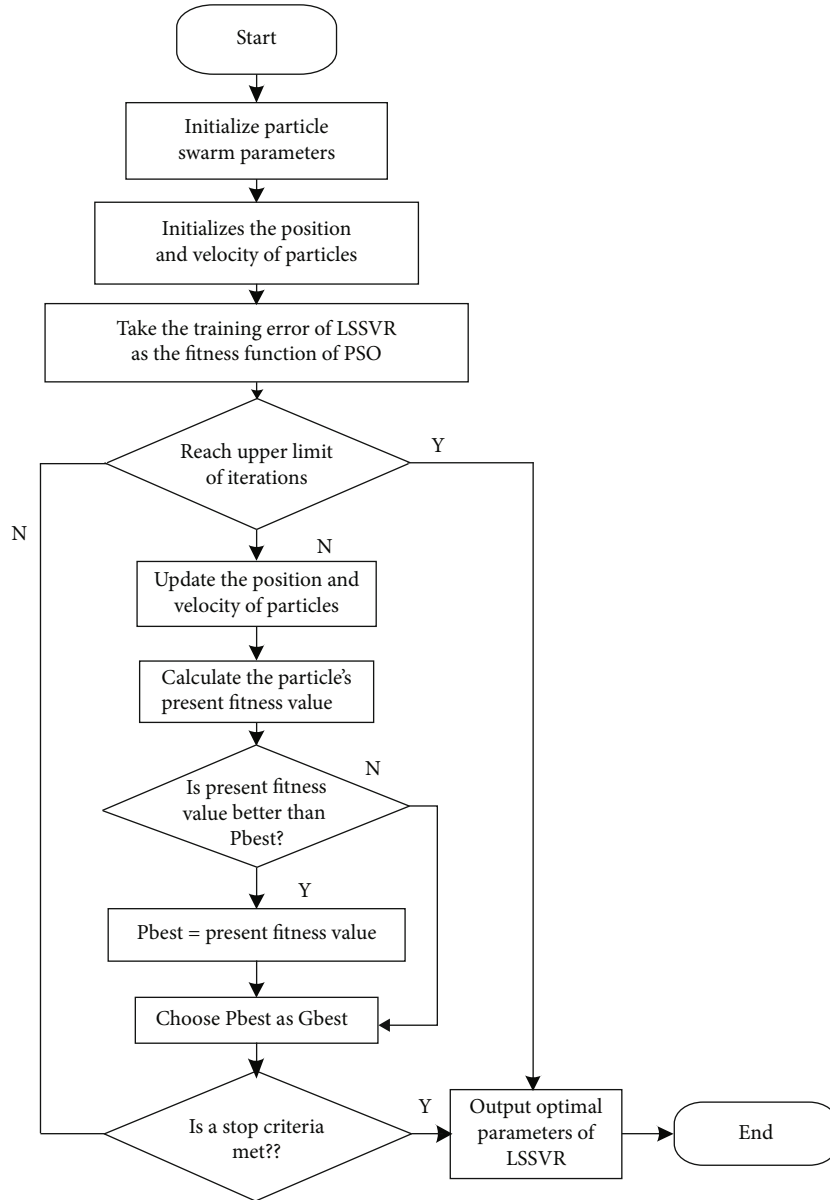 Start
Initialize particle
swarm parameters
Initializes the position
and velocity of particles
Take the training error of LSSVR
as the fitness function of PSO
Reach upper limit
of iterations
Y
N
N
Update the position and
velocity of particles
Calculate the particle's
present fitness value
N
Is present fitness
value better than
Pbest?
Y
Pbest = present fitness value
Choose Pbest as Gbest
Is a stop criteria
met??
Y
Output optimal
parameters of
LSSVR
End